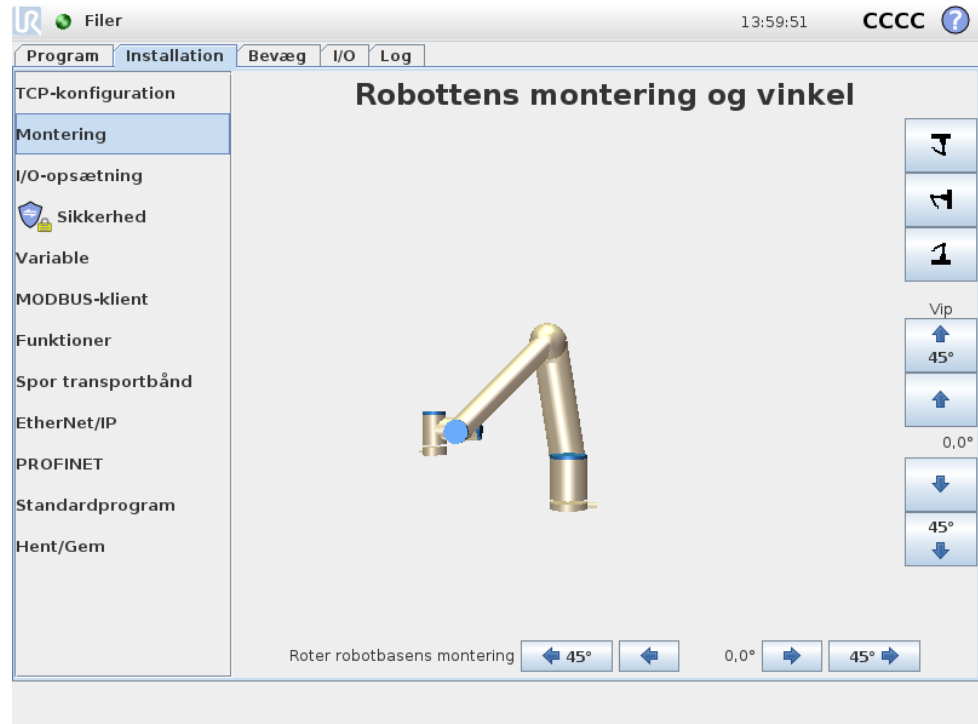 UR Filer 13:59:51 CCCC ?
Program Installation Bevæg I/O Log
TCP-konfiguration
Montering
I/O-opsætning
Sikkerhed
Variable
MODBUS-klient
Funktioner
Spor transportbånd
EtherNet/IP
PROFINET
Standardprogram
Hent/Gem
Robottens montering og vinkel
Vip
45°
0,0°
45°
Roter robotbasens montering 45° 0,0° 45°